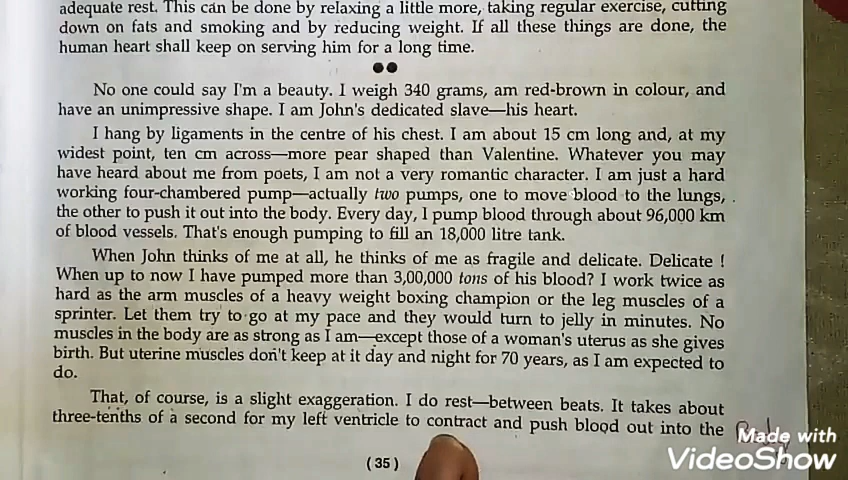 adequate rest. This can be done by relaxing a little more, taking regular exercise, cutting
down on fats and smoking and by reducing weight. If all these things are done, the
human heart shall keep on serving him for a long time.
No one could say I'm a beauty. I weigh 340 grams, am red-brown in colour, and
have an unimpressive shape. I am John's dedicated slave—his heart.
I hang by ligaments in the centre of his chest. I am about 15 cm long and, at my
widest point, ten cm across—more pear shaped than Valentine. Whatever you may
have heard about me from poets, I am not a very romantic character. I am just a hard
working four-chambered pump—actually two pumps, one to move blood to the lungs,
the other to push it out into the body. Every day, I pump blood through about 96,000 km
of blood vessels. That's enough pumping to fill an 18,000 litre tank.
When John thinks of me at all, he thinks of me as fragile and delicate. Delicate !
When up to now I have pumped more than 3,00,000 tons of his blood? I work twice as
hard as the arm muscles of a heavy weight boxing champion or the leg muscles of a
sprinter. Let them try to go at my pace and they would turn to jelly in minutes. No
muscles in the body are as strong as I am—except those of a woman's uterus as she gives
birth. But uterine muscles don't keep at it day and night for 70 years, as I am expected to
do.
That, of course, is a slight exaggeration. I do rest—between beats. It takes about
three-tenths of a second for my left ventricle to contract and push blood out into the
(35)
Made with
VideoShow